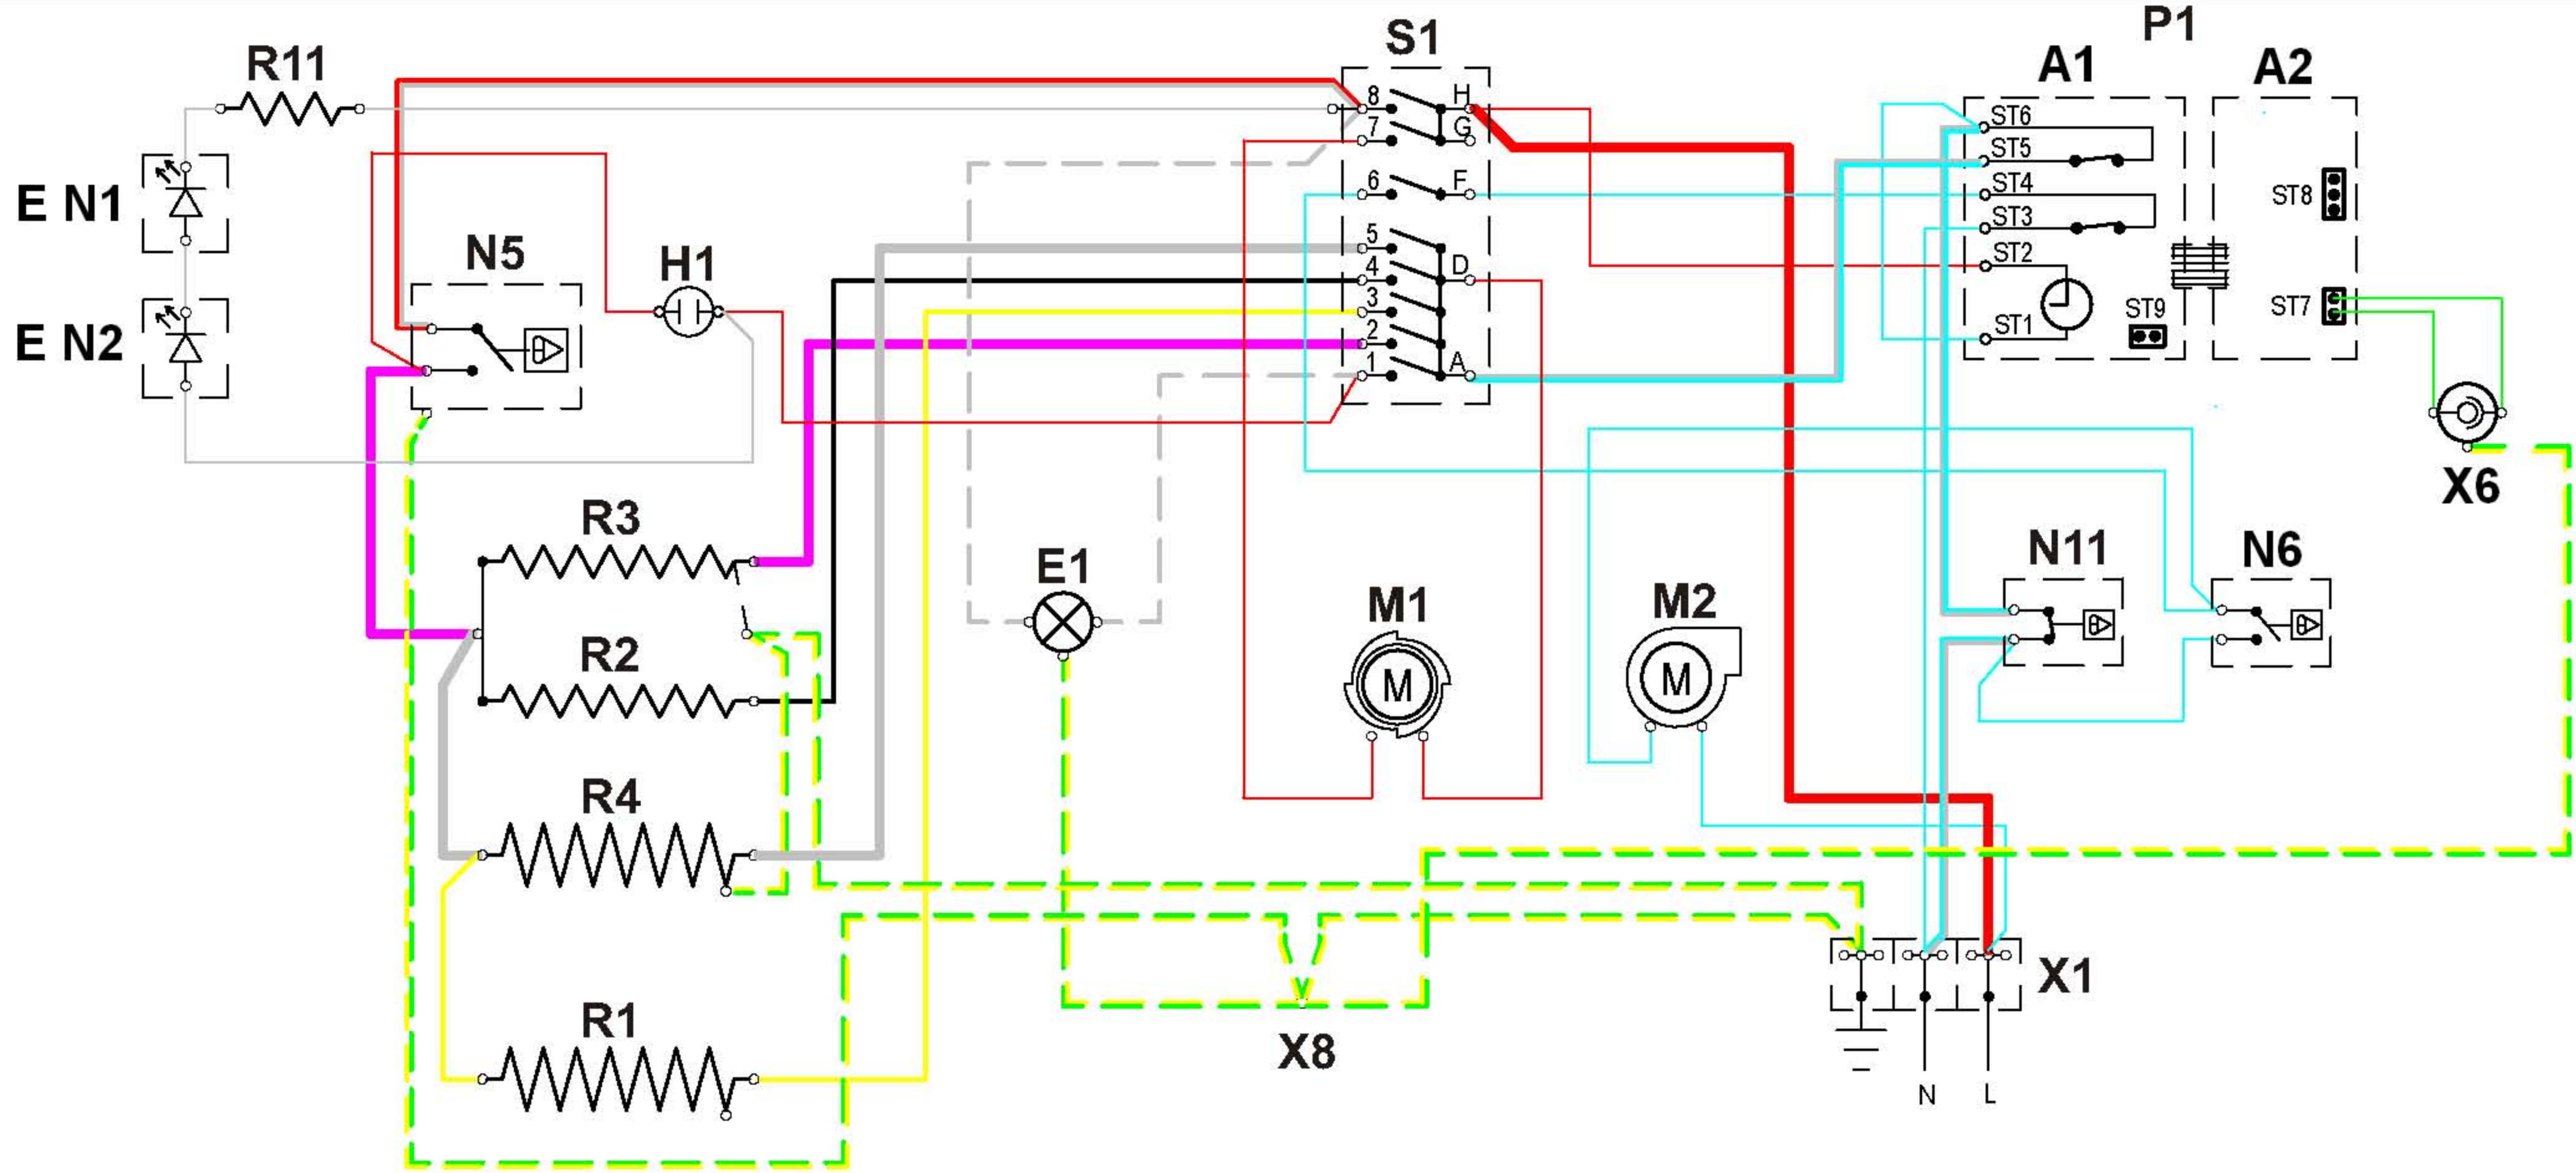 P1
S1
R11
A1
A2
8
H
7
G
ST6
ST5
E N1
6
F
ST4
ST8
ST3
N5
5
H1
4
D
ST2
3
ST9
ST7
2
ST1
E N2
1
A
X6
R3
N11
N6
E1
M1
M2
R2
M
M
R4
X1
R1
X8
N
L